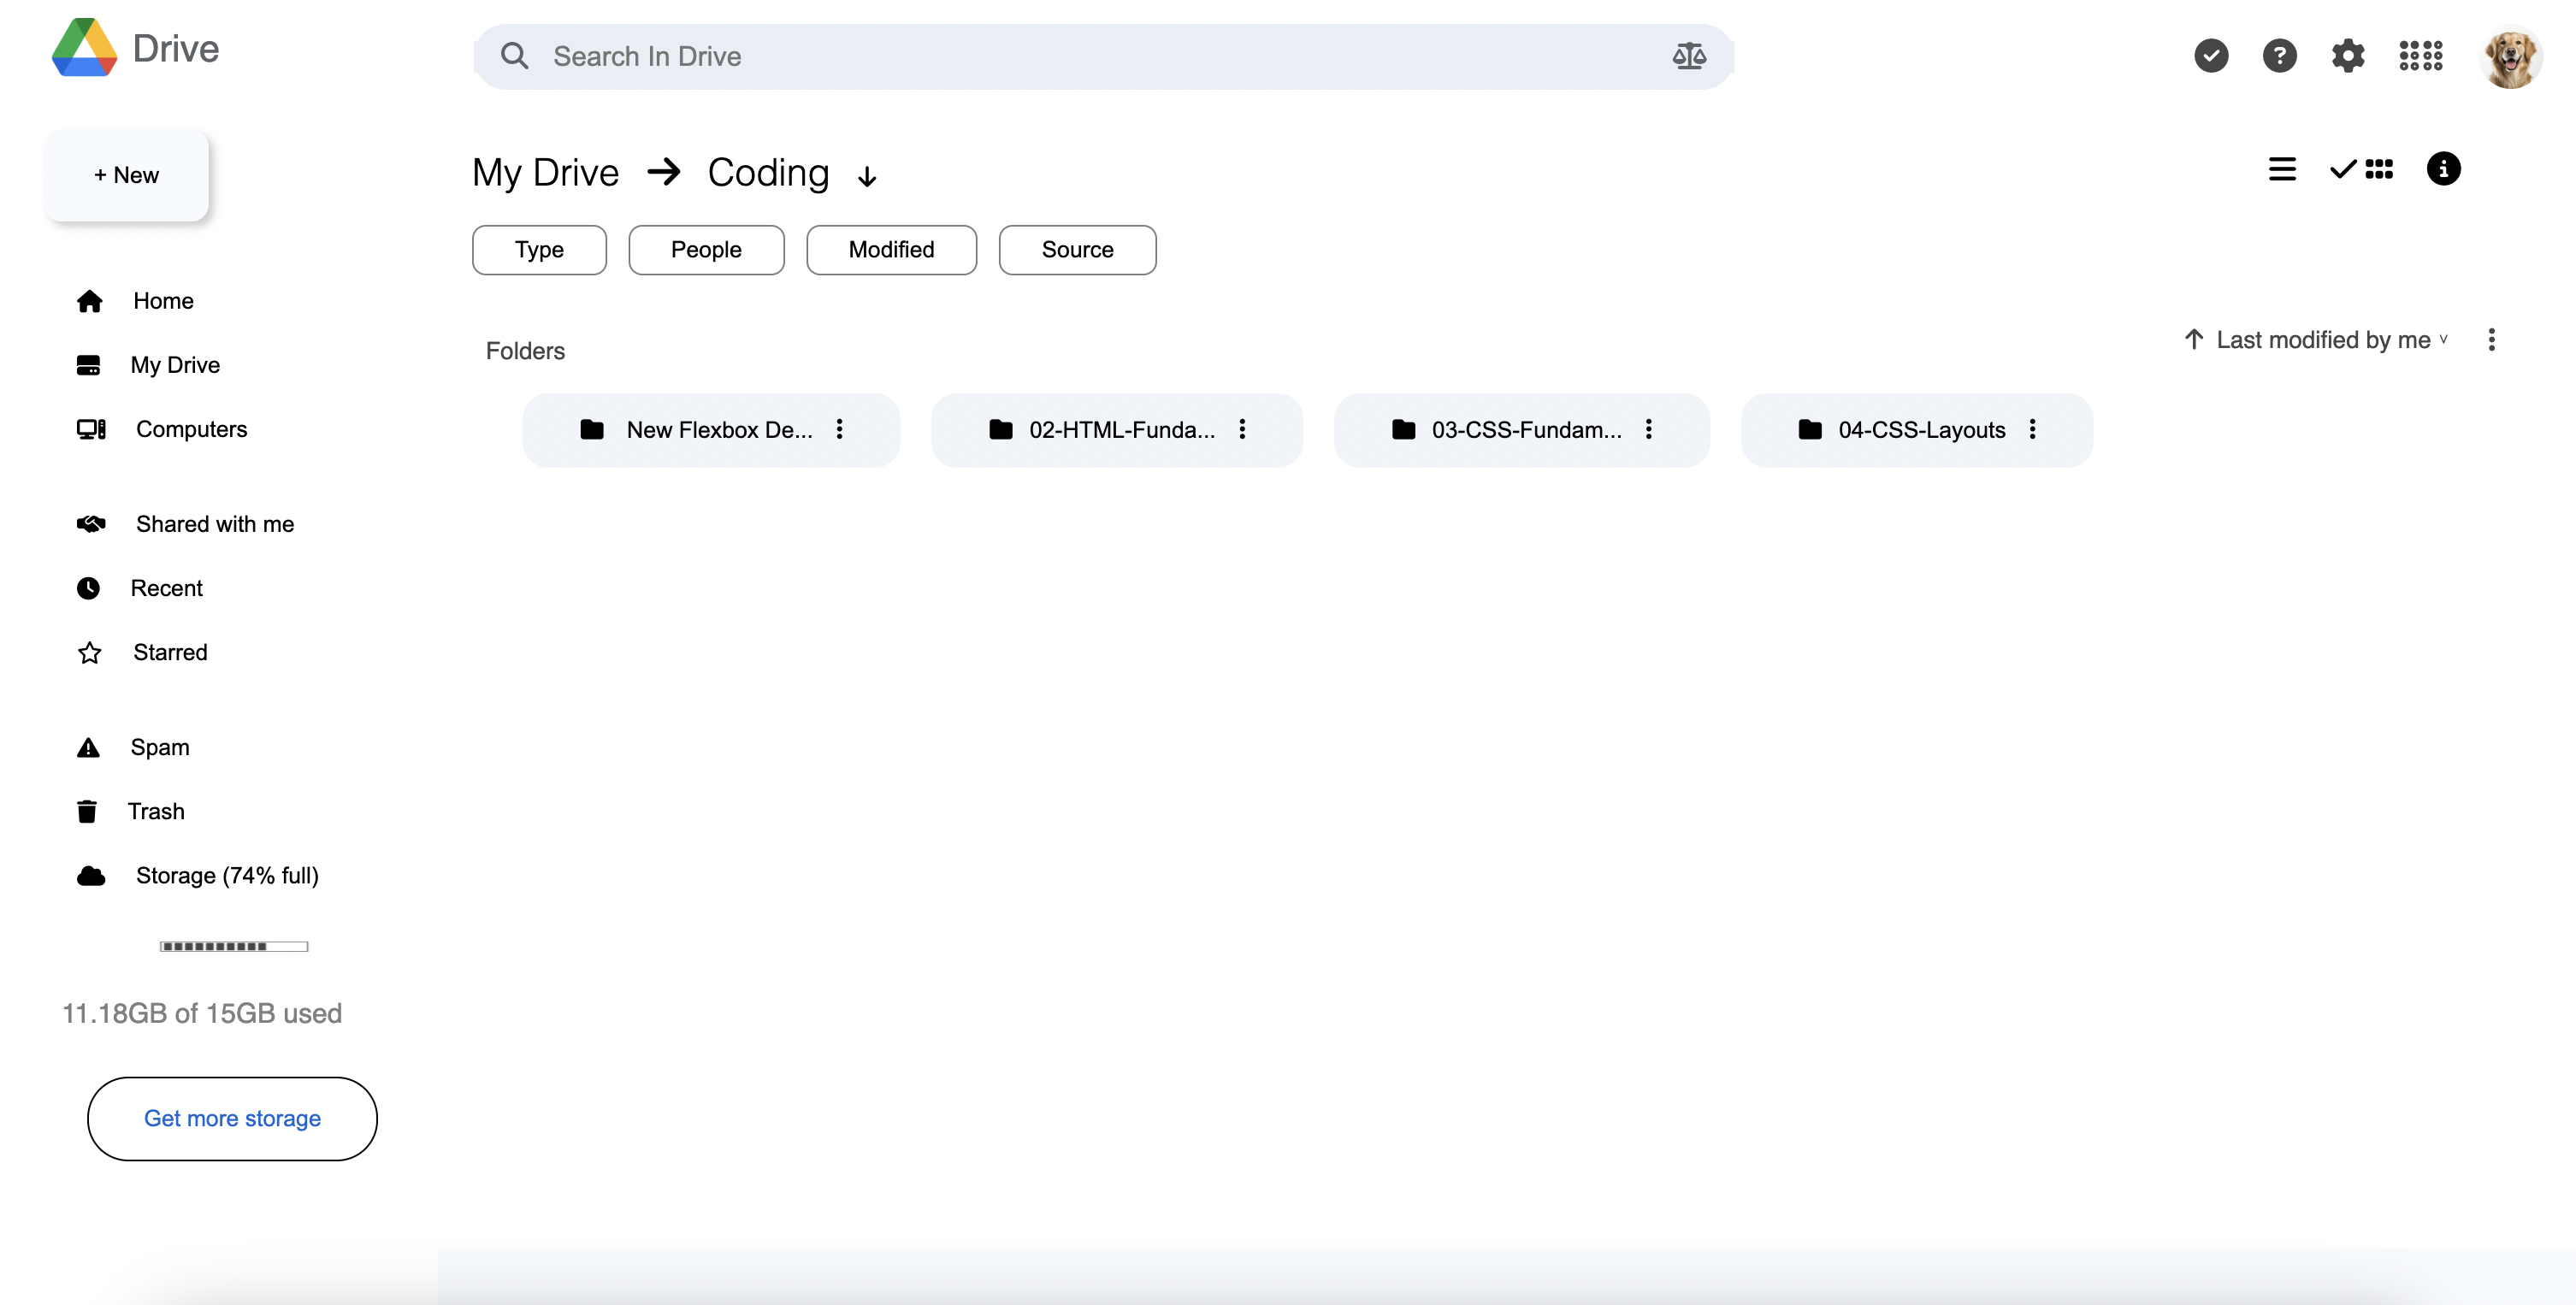 Drive
Search In Drive
+ New
My Drive → Coding ↓
Type
People
Modified
Source
Home
My Drive
Computers
Shared with me
Recent
Starred
Spam
Trash
Storage (74% full)
11.18GB of 15GB used
Get more storage
Folders
↑ Last modified by me ˅
New Flexbox De...
02-HTML-Funda...
03-CSS-Fundam...
04-CSS-Layouts